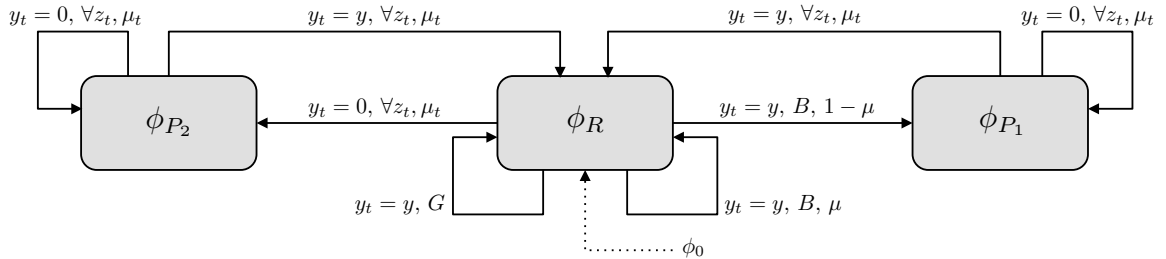 y_t = 0, ∀z_t, μ_t
y_t = y, ∀z_t, μ_t
y_t = y, ∀z_t, μ_t
y_t = 0, ∀z_t, μ_t
ϕ_{P_2}
y_t = 0, ∀z_t, μ_t
ϕ_R
y_t = y, B, 1 − μ
ϕ_{P_1}
y_t = y, G
y_t = y, B, μ
ϕ_0